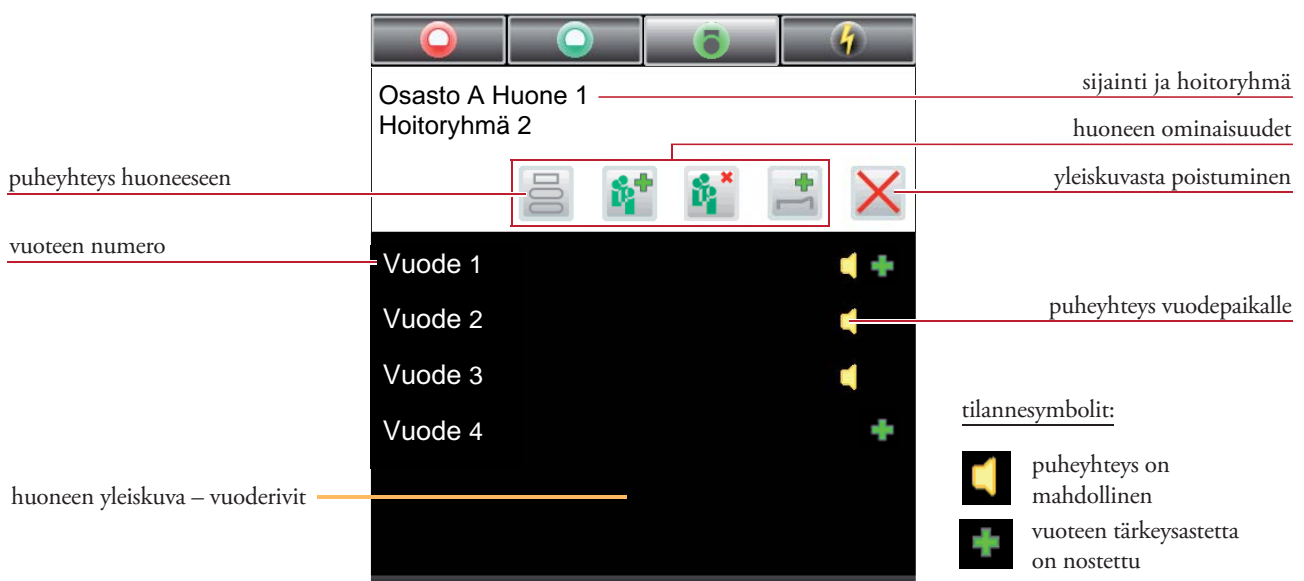 Osasto A Huone 1
Hoitoryhmä 2
sijainti ja hoitoryhmä
huoneen ominaisuudet
puheyhteys huoneeseen
yleiskuvasta poistuminen
vuoteen numero
Vuode 1
Vuode 2
puheyhteys vuodepaikalle
Vuode 3
Vuode 4
tilannesymbolit:
puheyhteys on
mahdollinen
huoneen yleiskuva – vuoderivit
vuoteen tärkeysastetta
on nostettu